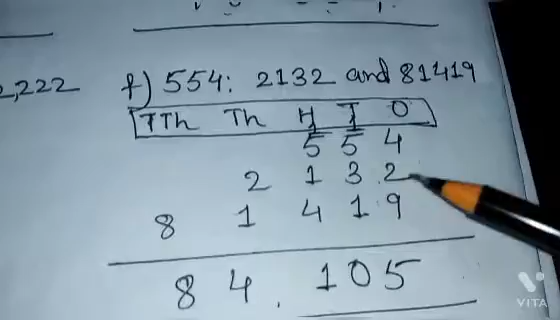 2,222
f) 554: 2132 and 81419
TTh Th H T O
5 5 4
2 1 3 2
8 1 4 1 9
8 4. 1 0 5
VITA